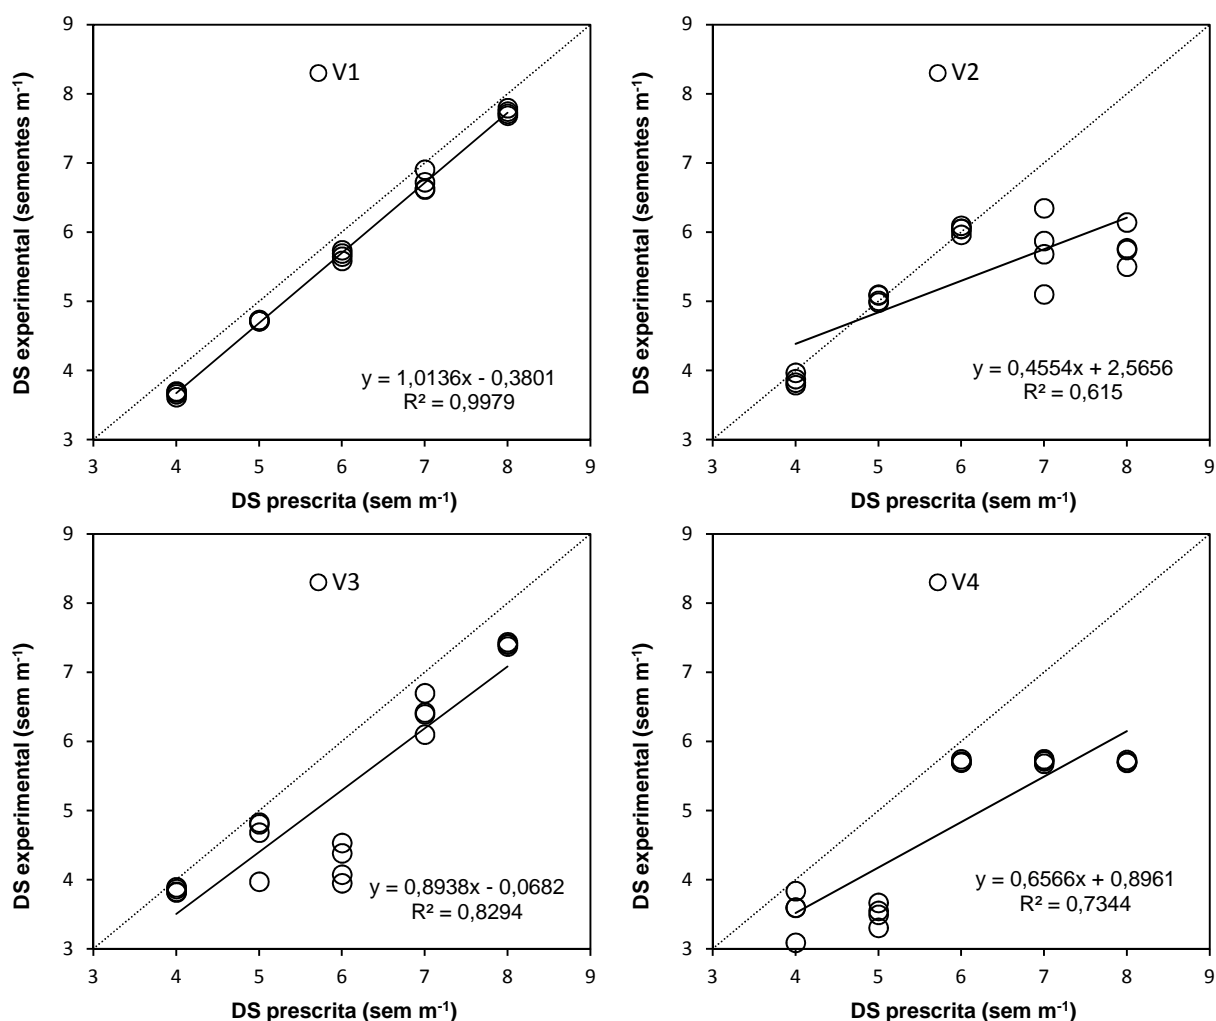 9
8
7
6
5
4
3
DS experimental (sementes m⁻¹)
V1
y = 1,0136x - 0,3801
R² = 0,9979
3 4 5 6 7 8 9
DS prescrita (sem m⁻¹)
9
8
7
6
5
4
3
DS experimental (sementes m⁻¹)
V2
y = 0,4554x + 2,5656
R² = 0,615
3 4 5 6 7 8 9
DS prescrita (sem m⁻¹)
9
8
7
6
5
4
3
DS experimental (sem m⁻¹)
V3
y = 0,8938x - 0,0682
R² = 0,8294
3 4 5 6 7 8 9
DS prescrita (sem m⁻¹)
9
8
7
6
5
4
3
DS experimental (sem m⁻¹)
V4
y = 0,6566x + 0,8961
R² = 0,7344
3 4 5 6 7 8 9
DS prescrita (sem m⁻¹)